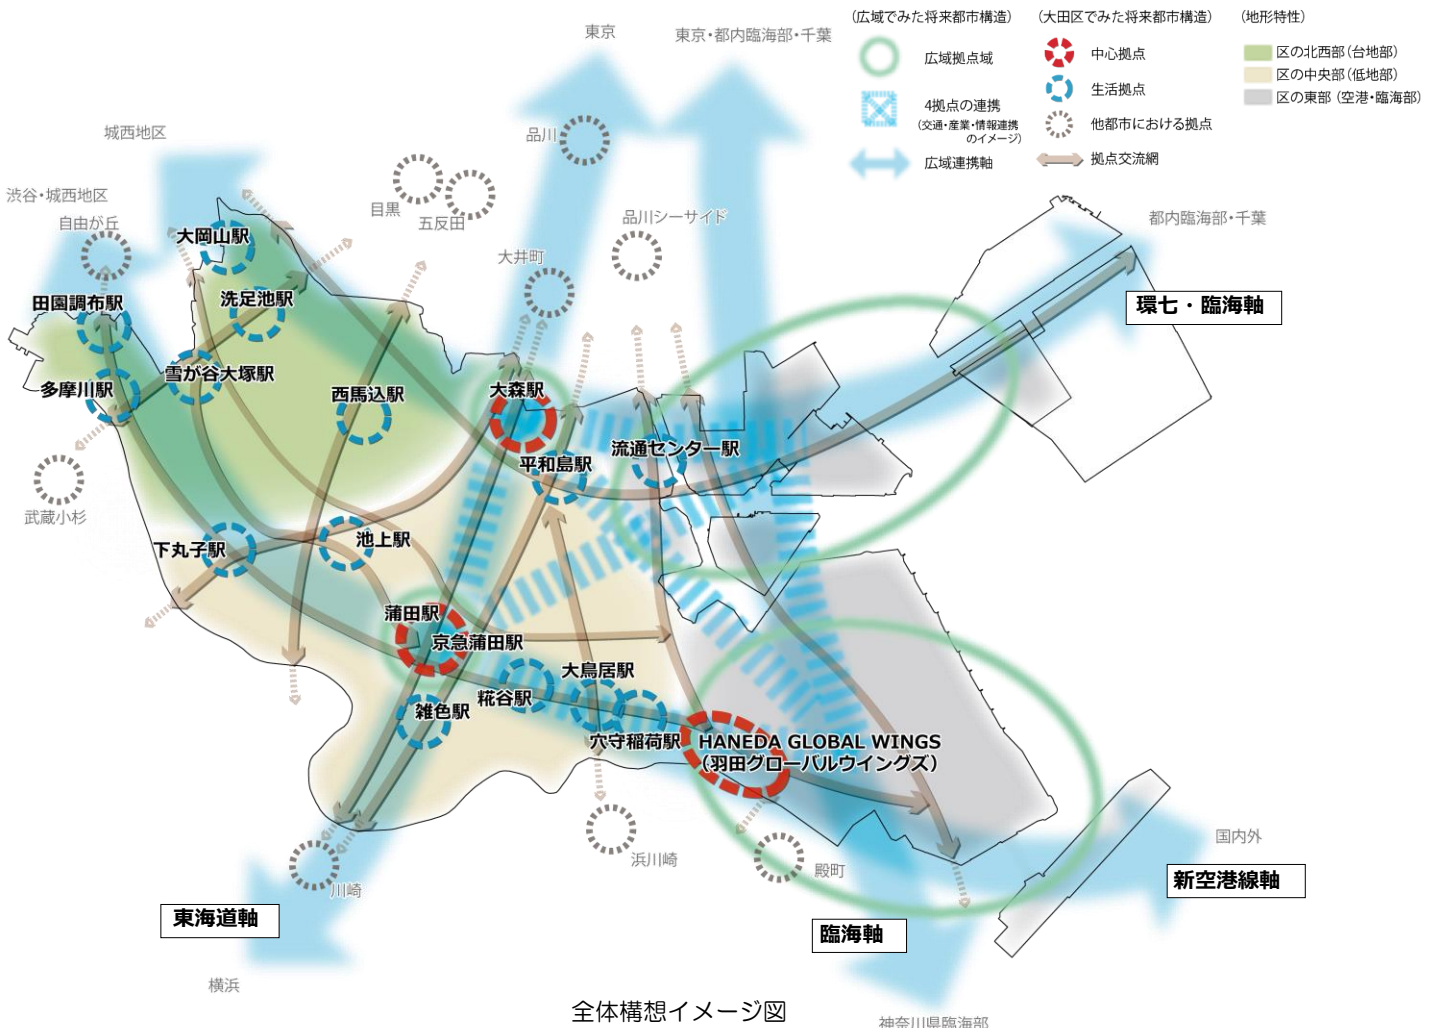 (広域でみた将来都市構造)
広域拠点域
4拠点の連携
(交通・産業・情報連携
のイメージ)
広域連携軸
(大田区でみた将来都市構造)
中心拠点
生活拠点
他都市における拠点
拠点交流網
(地形特性)
区の北西部(台地部)
区の中央部(低地部)
区の東部(空港・臨海部)
東京
東京・都内臨海部・千葉
城西地区
品川
渋谷・城西地区
自由が丘
目黒
五反田
品川シーサイド
都内臨海部・千葉
大岡山駅
大井町
洗足池駅
田園調布駅
環七・臨海軸
雪が谷大塚駅
多摩川駅
西馬込駅
大森駅
流通センター駅
平和島駅
武蔵小杉
下丸子駅
池上駅
蒲田駅
京急蒲田駅
大鳥居駅
糀谷駅
雑色駅
穴守稲荷駅
HANEDA GLOBAL WINGS
(羽田グローバルウイングズ)
国内外
浜川崎
殿町
川崎
新空港線軸
東海道軸
臨海軸
横浜
全体構想イメージ図
神奈川県臨海部